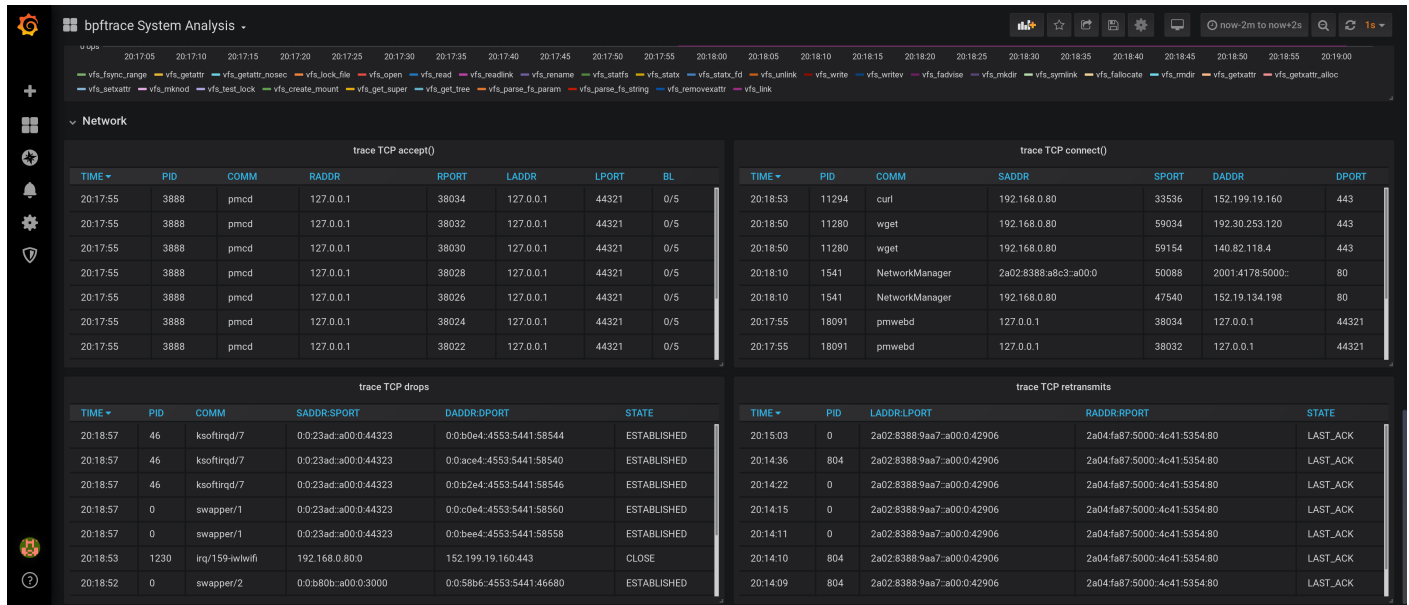 bpftrace System Analysis
now-2m to now+2s
1s
0 ops
20:17:05 20:17:10 20:17:15 20:17:20 20:17:25 20:17:30 20:17:35 20:17:40 20:17:45 20:17:50 20:17:55 20:18:00 20:18:05 20:18:10 20:18:15 20:18:20 20:18:25 20:18:30 20:18:35 20:18:40 20:18:45 20:18:50 20:18:55 20:19:00
vfs_fsync_range vfs_getattr vfs_getattr_nosec vfs_lock_file vfs_open vfs_read vfs_readlink vfs_rename vfs_statfs vfs_statx vfs_statx_fd vfs_unlink vfs_write vfs_writev vfs_fadvise vfs_mkdir vfs_symlink vfs_fallocate vfs_rmdir vfs_getxattr vfs_getxattr_alloc
vfs_setxattr vfs_mknod vfs_test_lock vfs_create_mount vfs_get_super vfs_get_tree vfs_parse_fs_param vfs_parse_fs_string vfs_removexattr vfs_link
Network
trace TCP accept()
TIME PID COMM RADDR RPORT LADDR LPORT BL
20:17:55 3888 pmcd 127.0.0.1 38034 127.0.0.1 44321 0/5
20:17:55 3888 pmcd 127.0.0.1 38032 127.0.0.1 44321 0/5
20:17:55 3888 pmcd 127.0.0.1 38030 127.0.0.1 44321 0/5
20:17:55 3888 pmcd 127.0.0.1 38028 127.0.0.1 44321 0/5
20:17:55 3888 pmcd 127.0.0.1 38026 127.0.0.1 44321 0/5
20:17:55 3888 pmcd 127.0.0.1 38024 127.0.0.1 44321 0/5
20:17:55 3888 pmcd 127.0.0.1 38022 127.0.0.1 44321 0/5
trace TCP connect()
TIME PID COMM SADDR SPORT DADDR DPORT
20:18:53 11294 curl 192.168.0.80 33536 152.199.19.160 443
20:18:50 11280 wget 192.168.0.80 59034 192.30.253.120 443
20:18:50 11280 wget 192.168.0.80 59154 140.82.118.4 443
20:18:10 1541 NetworkManager 2a02:8388:a8c3::a00:0 50088 2001:4178:5000:: 80
20:18:10 1541 NetworkManager 192.168.0.80 47540 152.19.134.198 80
20:17:55 18091 pmwebd 127.0.0.1 38034 127.0.0.1 44321
20:17:55 18091 pmwebd 127.0.0.1 38032 127.0.0.1 44321
trace TCP drops
TIME PID COMM SADDR:SPORT DADDR:DPORT STATE
20:18:57 46 ksoftirqd/7 0:0:23ad::a00:0:44323 0:0:b0e4::4553:5441:58544 ESTABLISHED
20:18:57 46 ksoftirqd/7 0:0:23ad::a00:0:44323 0:0:ace4::4553:5441:58540 ESTABLISHED
20:18:57 46 ksoftirqd/7 0:0:23ad::a00:0:44323 0:0:b2e4::4553:5441:58546 ESTABLISHED
20:18:57 0 swapper/1 0:0:23ad::a00:0:44323 0:0:c0e4::4553:5441:58560 ESTABLISHED
20:18:57 0 swapper/1 0:0:23ad::a00:0:44323 0:0:bee4::4553:5441:58558 ESTABLISHED
20:18:53 1230 irq/159-iwlwifi 192.168.0.80:0 152.199.19.160:443 CLOSE
20:18:52 0 swapper/2 0:0:b80b::a00:0:3000 0:0:58b6::4553:5441:46680 ESTABLISHED
trace TCP retransmits
TIME PID LADDR:LPORT RADDR:RPORT STATE
20:15:03 0 2a02:8388:9aa7::a00:0:42906 2a04:fa87:5000::4c41:5354:80 LAST_ACK
20:14:36 804 2a02:8388:9aa7::a00:0:42906 2a04:fa87:5000::4c41:5354:80 LAST_ACK
20:14:22 0 2a02:8388:9aa7::a00:0:42906 2a04:fa87:5000::4c41:5354:80 LAST_ACK
20:14:15 0 2a02:8388:9aa7::a00:0:42906 2a04:fa87:5000::4c41:5354:80 LAST_ACK
20:14:11 0 2a02:8388:9aa7::a00:0:42906 2a04:fa87:5000::4c41:5354:80 LAST_ACK
20:14:10 804 2a02:8388:9aa7::a00:0:42906 2a04:fa87:5000::4c41:5354:80 LAST_ACK
20:14:09 804 2a02:8388:9aa7::a00:0:42906 2a04:fa87:5000::4c41:5354:80 LAST_ACK